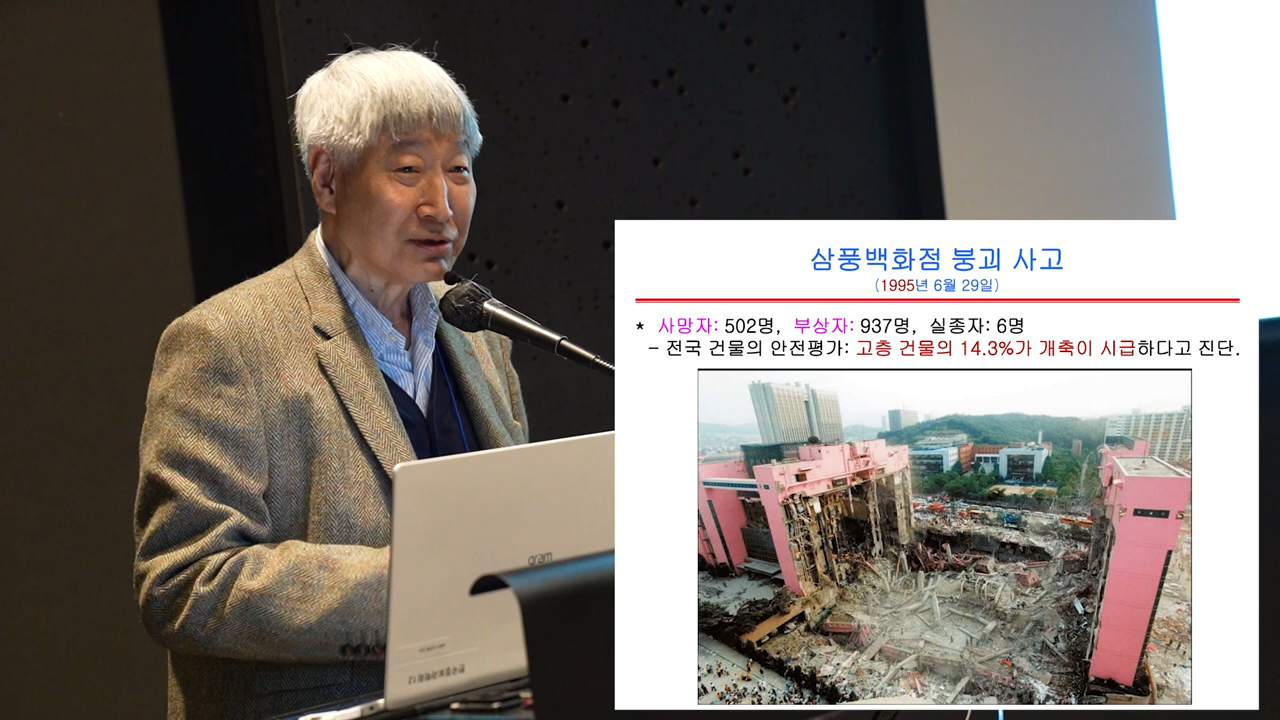 삼풍백화점 붕괴 사고
(1995년 6월 29일)
* 사망자: 502명, 부상자: 937명, 실종자: 6명
- 전국 건물의 안전평가: 고층 건물의 14.3%가 개축이 시급하다고 진단.
gram